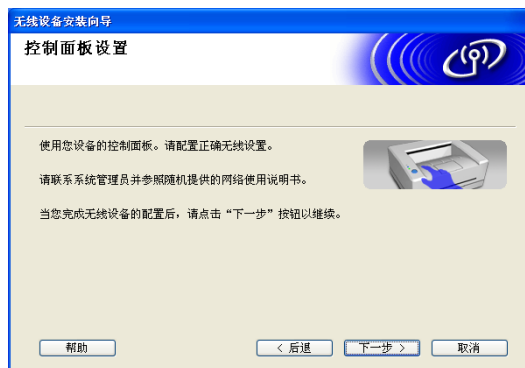 无线设备安装向导
控制面板设置
使用您设备的控制面板。请配置正确无线设置。
请联系系统管理员并参照随机提供的网络使用说明书。
当您完成无线设备的配置后，请点击“下一步”按钮以继续。
帮助
< 后退
下一步 >
取消